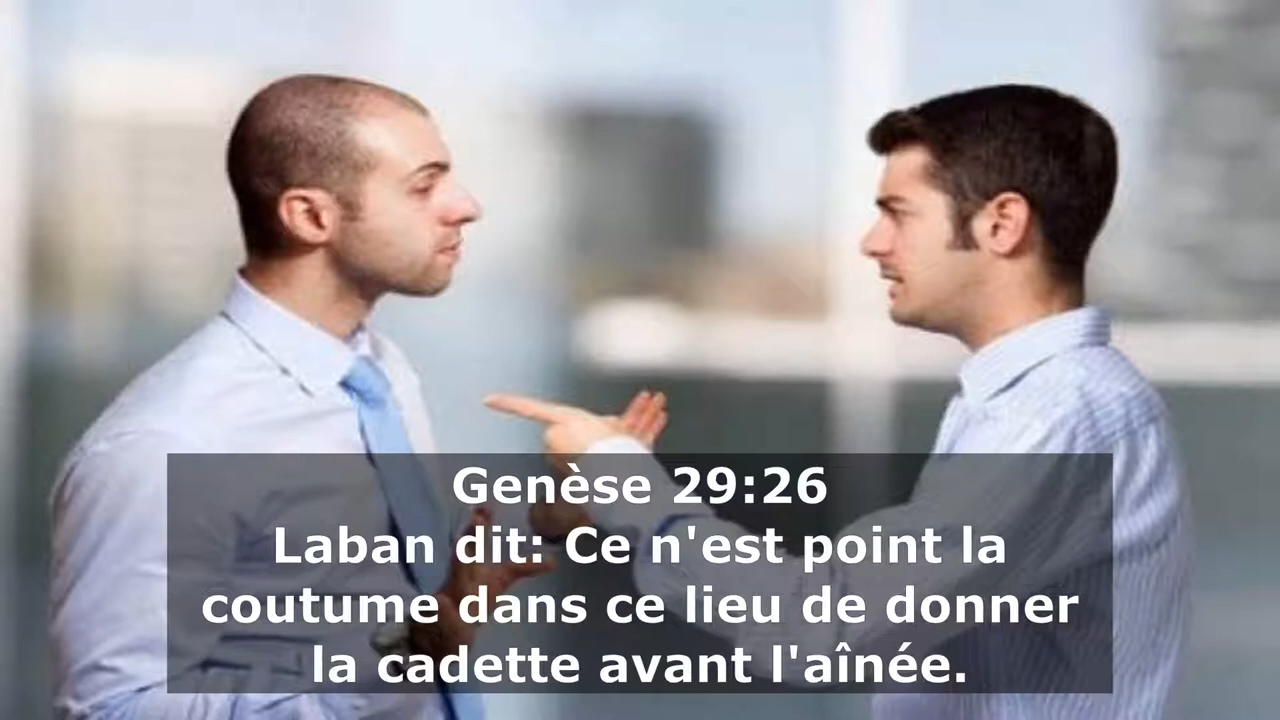 Genèse 29:26
Laban dit: Ce n'est point la
coutume dans ce lieu de donner
la cadette avant l'aînée.